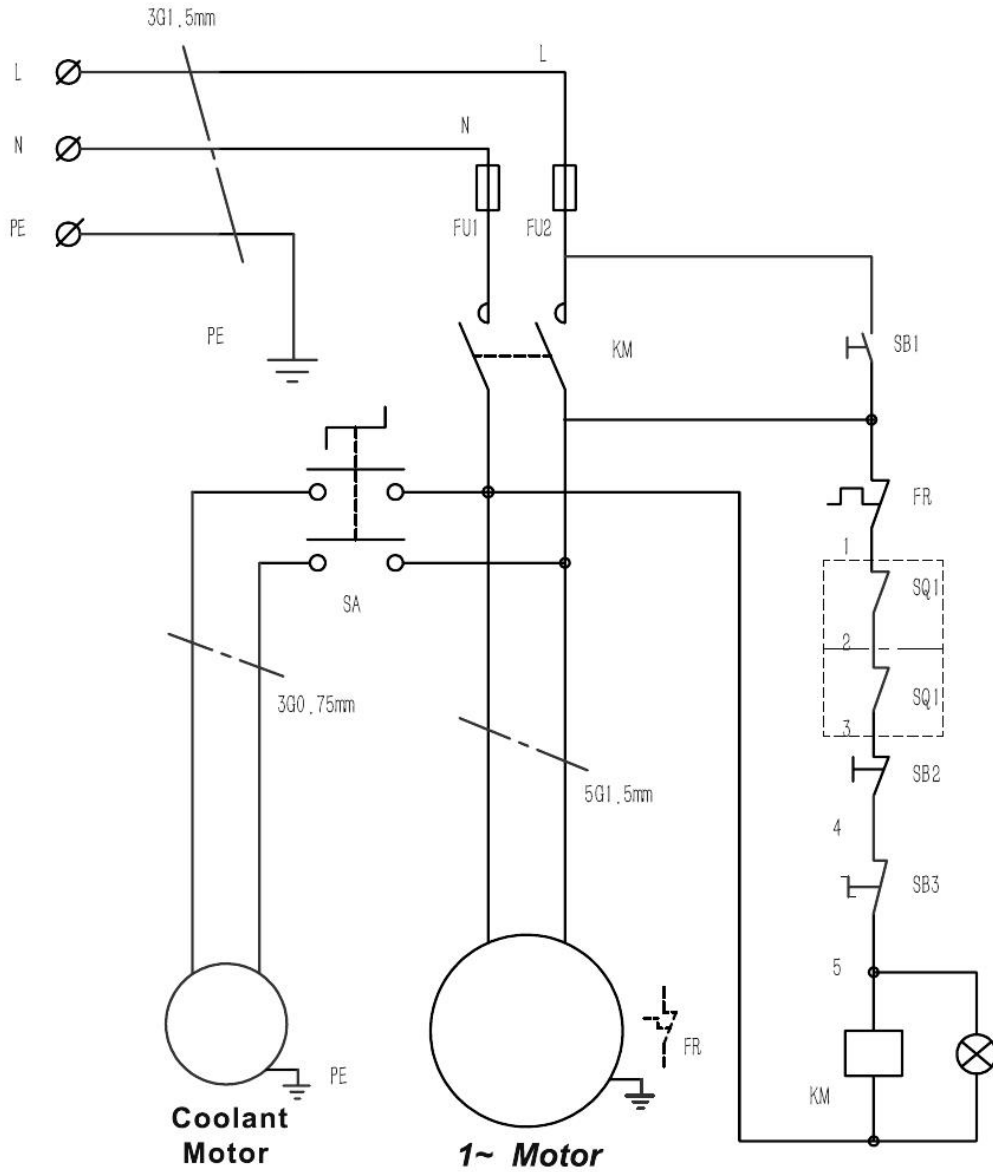 3G1.5mm
L
L
N
N
FU1
FU2
PE
PE
KM
SB1
FR
1
SQ1
SA
2
3G0.75mm
SQ1
3
SB2
5G1.5mm
4
SB3
5
FR
PE
KM
Coolant
Motor
1~ Motor